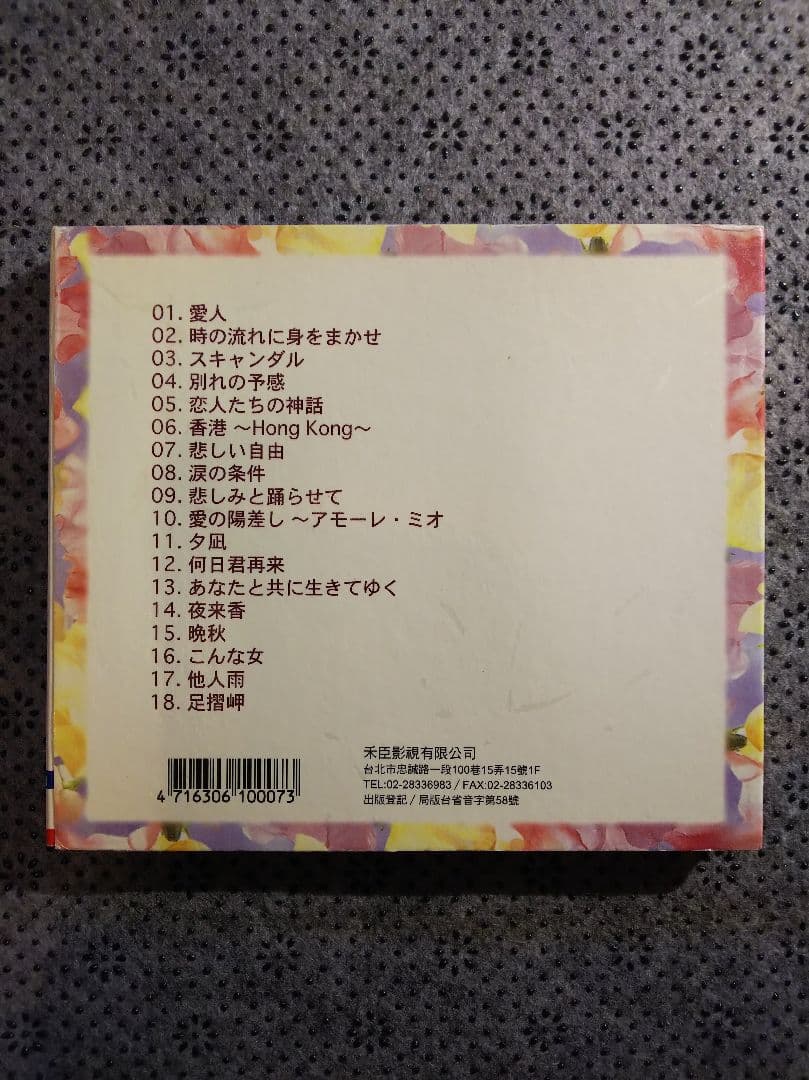 01. 愛人
02. 時の流れに身をまかせ
03. スキャンダル
04. 別れの予感
05. 恋人たちの神話
06. 香港 〜Hong Kong〜
07. 悲しい自由
08. 涙の条件
09. 悲しみと踊らせて
10. 愛の陽差し 〜アモーレ・ミオ
11. 夕凪
12. 何日君再来
13. あなたと共に生きてゆく
14. 夜来香
15. 晩秋
16. こんな女
17. 他人雨
18. 足摺岬
禾臣影視有限公司
台北市忠誠路一段100巷15弄15號1F
TEL:02-28336983 / FAX:02-28336103
出版登記 / 局版台省音字第58號
4 716306 100073